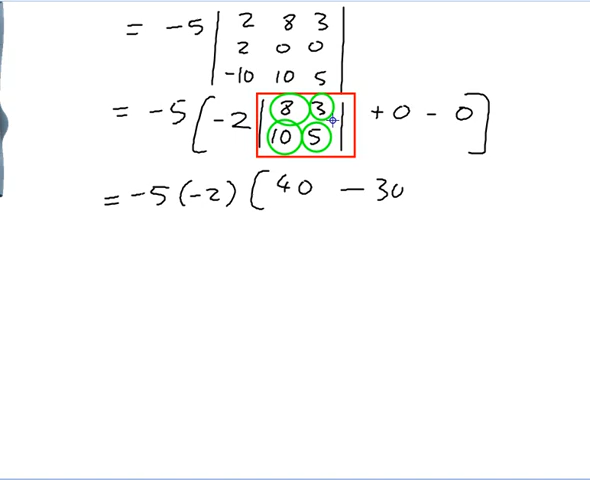 = -5 | 2 8 3 |
| 2 0 0 |
| -10 10 5 |
= -5 [ -2 | 8 3 | + 0 - 0 ]
| 10 5 |
= -5 (-2) [ 40 - 30